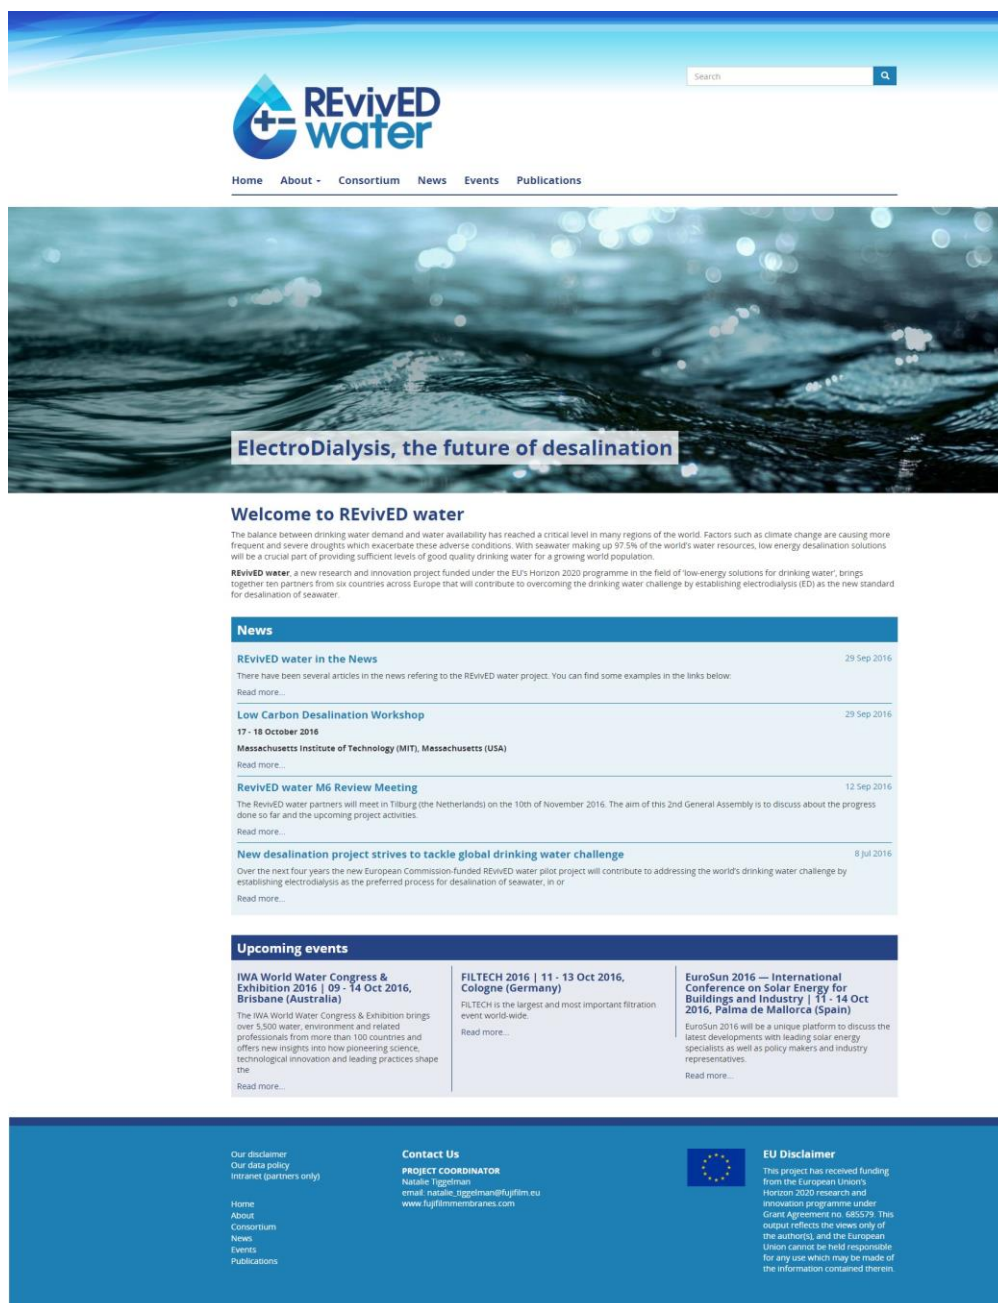 Search
REvivED
water
Home About Consortium News Events Publications
ElectroDialysis, the future of desalination
Welcome to REvivED water
The balance between drinking water demand and water availability has reached a critical level in many regions of the world. Factors such as climate change are causing more
frequent and severe droughts which exacerbate these adverse conditions. With seawater making up 97.5% of the world's water resources, low energy desalination solutions
will be a crucial part of providing sufficient levels of good quality drinking water for a growing world population.
REvivED water, a new research and innovation project funded under the EU's Horizon 2020 programme in the field of 'low-energy solutions for drinking water', brings
together ten partners from six countries across Europe that will contribute to overcoming the drinking water challenge by establishing electrodialysis (ED) as the new standard
for desalination of seawater.
News
REvivED water in the News 29 Sep 2016
There have been several articles in the news refering to the REvivED water project. You can find some examples in the links below:
Read more...
Low Carbon Desalination Workshop 29 Sep 2016
17 - 18 October 2016
Massachusetts Institute of Technology (MIT), Massachusetts (USA)
Read more...
RevivED water M6 Review Meeting 12 Sep 2016
The RevivED water partners will meet in Tilburg (the Netherlands) on the 10th of November 2016. The aim of this 2nd General Assembly is to discuss about the progress
done so far and the upcoming project activities.
Read more...
New desalination project strives to tackle global drinking water challenge 8 Jul 2016
Over the next four years the new European Commission-funded REvivED water pilot project will contribute to addressing the world's drinking water challenge by
establishing electrodialysis as the preferred process for desalination of seawater, in or
Read more...
Upcoming events
IWA World Water Congress &
Exhibition 2016 | 09 - 14 Oct 2016,
Brisbane (Australia)
The IWA World Water Congress & Exhibition brings
over 5,500 water, environment and related
professionals from more than 100 countries and
offers new insights into how pioneering science,
technological innovation and leading practices shape
the
Read more...
FILTECH 2016 | 11 - 13 Oct 2016,
Cologne (Germany)
FILTECH is the largest and most important filtration
event world-wide.
Read more...
EuroSun 2016 — International
Conference on Solar Energy for
Buildings and Industry | 11 - 14 Oct
2016, Palma de Mallorca (Spain)
EuroSun 2016 will be a unique platform to discuss the
latest developments with leading solar energy
specialists as well as policy makers and industry
representatives.
Read more...
Our disclaimer
Our data policy
Intranet (partners only)
Home
About
Consortium
News
Events
Publications
Contact Us
PROJECT COORDINATOR
Natalie Tiggelman
email: natalie_tiggelman@fujifilm.eu
www.fujifilmmembranes.com
EU Disclaimer
This project has received funding
from the European Union's
Horizon 2020 research and
innovation programme under
Grant Agreement no. 685579. This
output reflects the views only of
the author(s), and the European
Union cannot be held responsible
for any use which may be made of
the information contained therein.